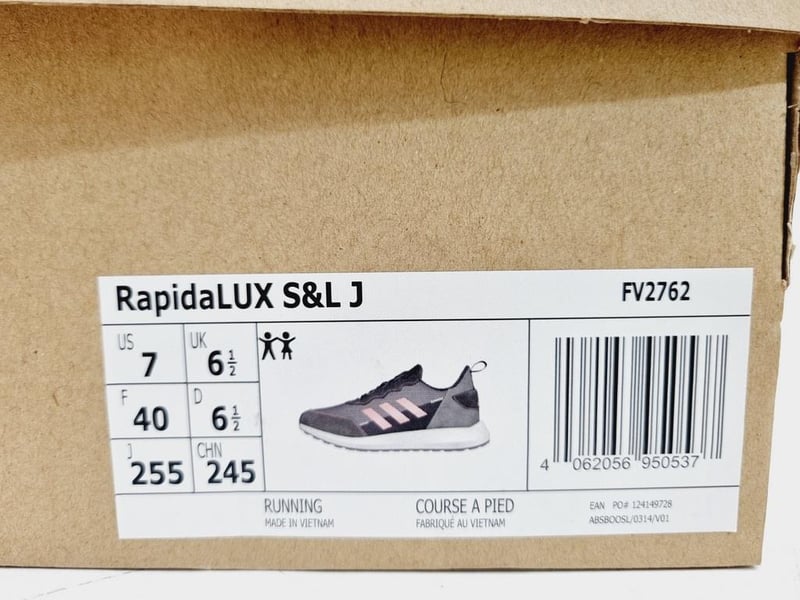 RapidaLUX S&L J FV2762
US 7 UK 6 1/2
F 40 D 6 1/2
J 255 CHN 245
4 062056 950537
RUNNING COURSE A PIED EAN PO# 124149728
MADE IN VIETNAM FABRIQUÉ AU VIETNAM ABSBOOSL/0314/V01